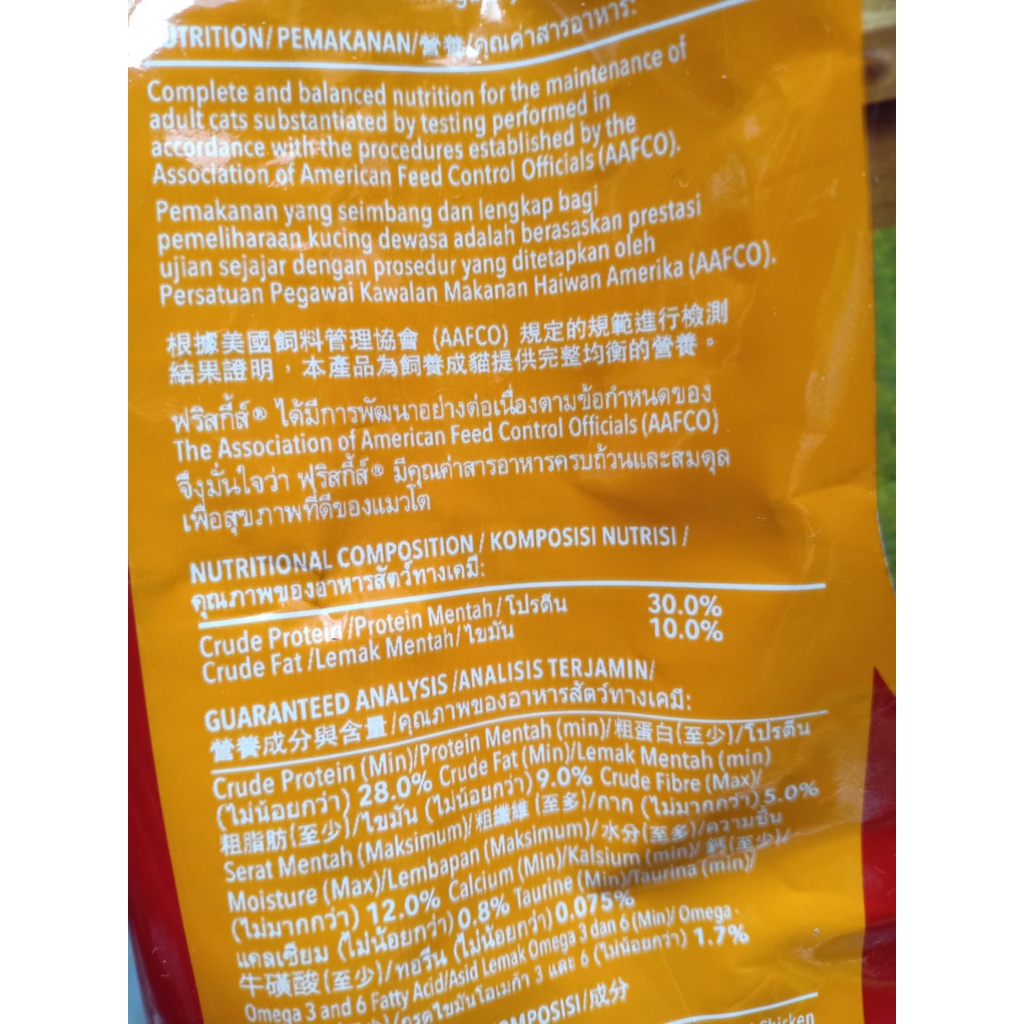 UTRITION/ PEMAKANAN/營養/คุณค่าสารอาหาร:
Complete and balanced nutrition for the maintenance of
adult cats substantiated by testing performed in
accordance with the procedures established by the
Association of American Feed Control Officials (AAFCO).
Pemakanan yang seimbang dan lengkap bagi
pemeliharaan kucing dewasa adalah berasaskan prestasi
ujian sejajar dengan prosedur yang ditetapkan oleh
Persatuan Pegawai Kawalan Makanan Haiwan Amerika (AAFCO).
根據美國飼料管理協會 (AAFCO) 規定的規範進行檢測
結果證明，本產品為飼養成貓提供完整均衡的營養。
ฟริสกี้ส์® ได้มีการพัฒนาอย่างต่อเนื่องตามข้อกำหนดของ
The Association of American Feed Control Officials (AAFCO)
จึงมั่นใจว่า ฟริสกี้ส์® มีคุณค่าสารอาหารครบถ้วนและสมดุล
เพื่อสุขภาพที่ดีของแมวโต
NUTRITIONAL COMPOSITION / KOMPOSISI NUTRISI /
คุณภาพของอาหารสัตว์ทางเคมี:
Crude Protein/Protein Mentah/โปรตีน 30.0%
Crude Fat /Lemak Mentah/ไขมัน 10.0%
GUARANTEED ANALYSIS /ANALISIS TERJAMIN/
營養成分與含量/คุณภาพของอาหารสัตว์ทางเคมี:
Crude Protein (Min)/Protein Mentah (min)/粗蛋白(至少)/โปรตีน
(ไม่น้อยกว่า) 28.0% Crude Fat (Min)/Lemak Mentah (min)
粗脂肪(至少)/ไขมัน (ไม่น้อยกว่า) 9.0% Crude Fibre (Max)/
Serat Mentah (Maksimum)/粗纖維 (至多)/กาก (ไม่มากกว่า) 5.0%
Moisture (Max)/Lembapan (Maksimum)/水分(至多)/ความชื้น
(ไม่มากกว่า) 12.0% Calcium (Min)/Kalsium (min)/ 鈣(至少)/
แคลเซียม (ไม่น้อยกว่า) 0.8% Taurine (Min)/Taurina (min)/
牛磺酸(至少)/ทอรีน (ไม่น้อยกว่า) 0.075%
Omega 3 and 6 Fatty Acid/Asid Lemak Omega 3 dan 6 (Min)/ Omega
กรดไขมันโอเมก้า 3 และ 6 (ไม่น้อยกว่า) 1.7%
OMPOSISI/成分
Chicken